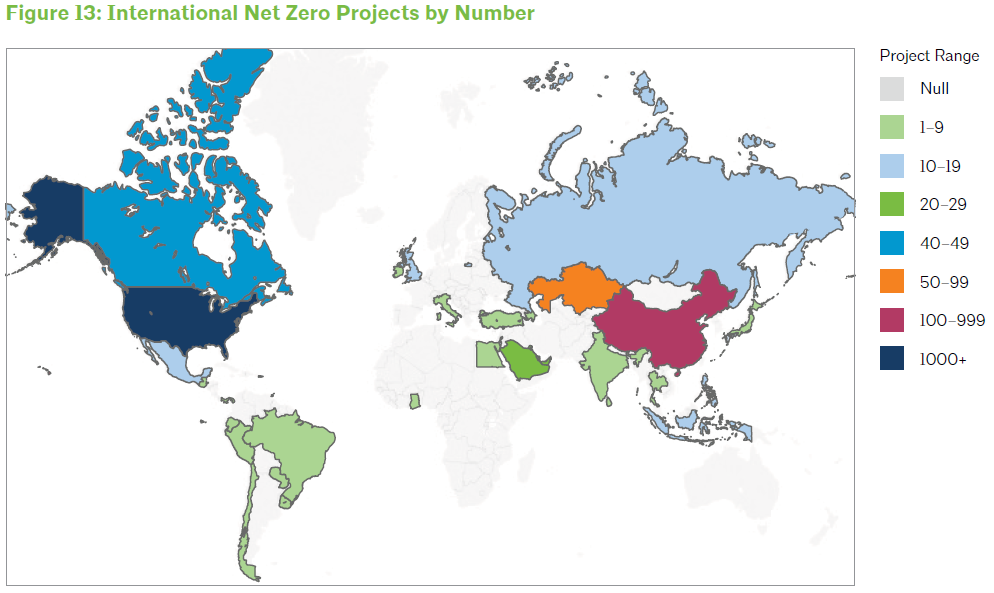 Figure 13: International Net Zero Projects by Number
Project Range
Null
1–9
10–19
20–29
40–49
50–99
100–999
1000+